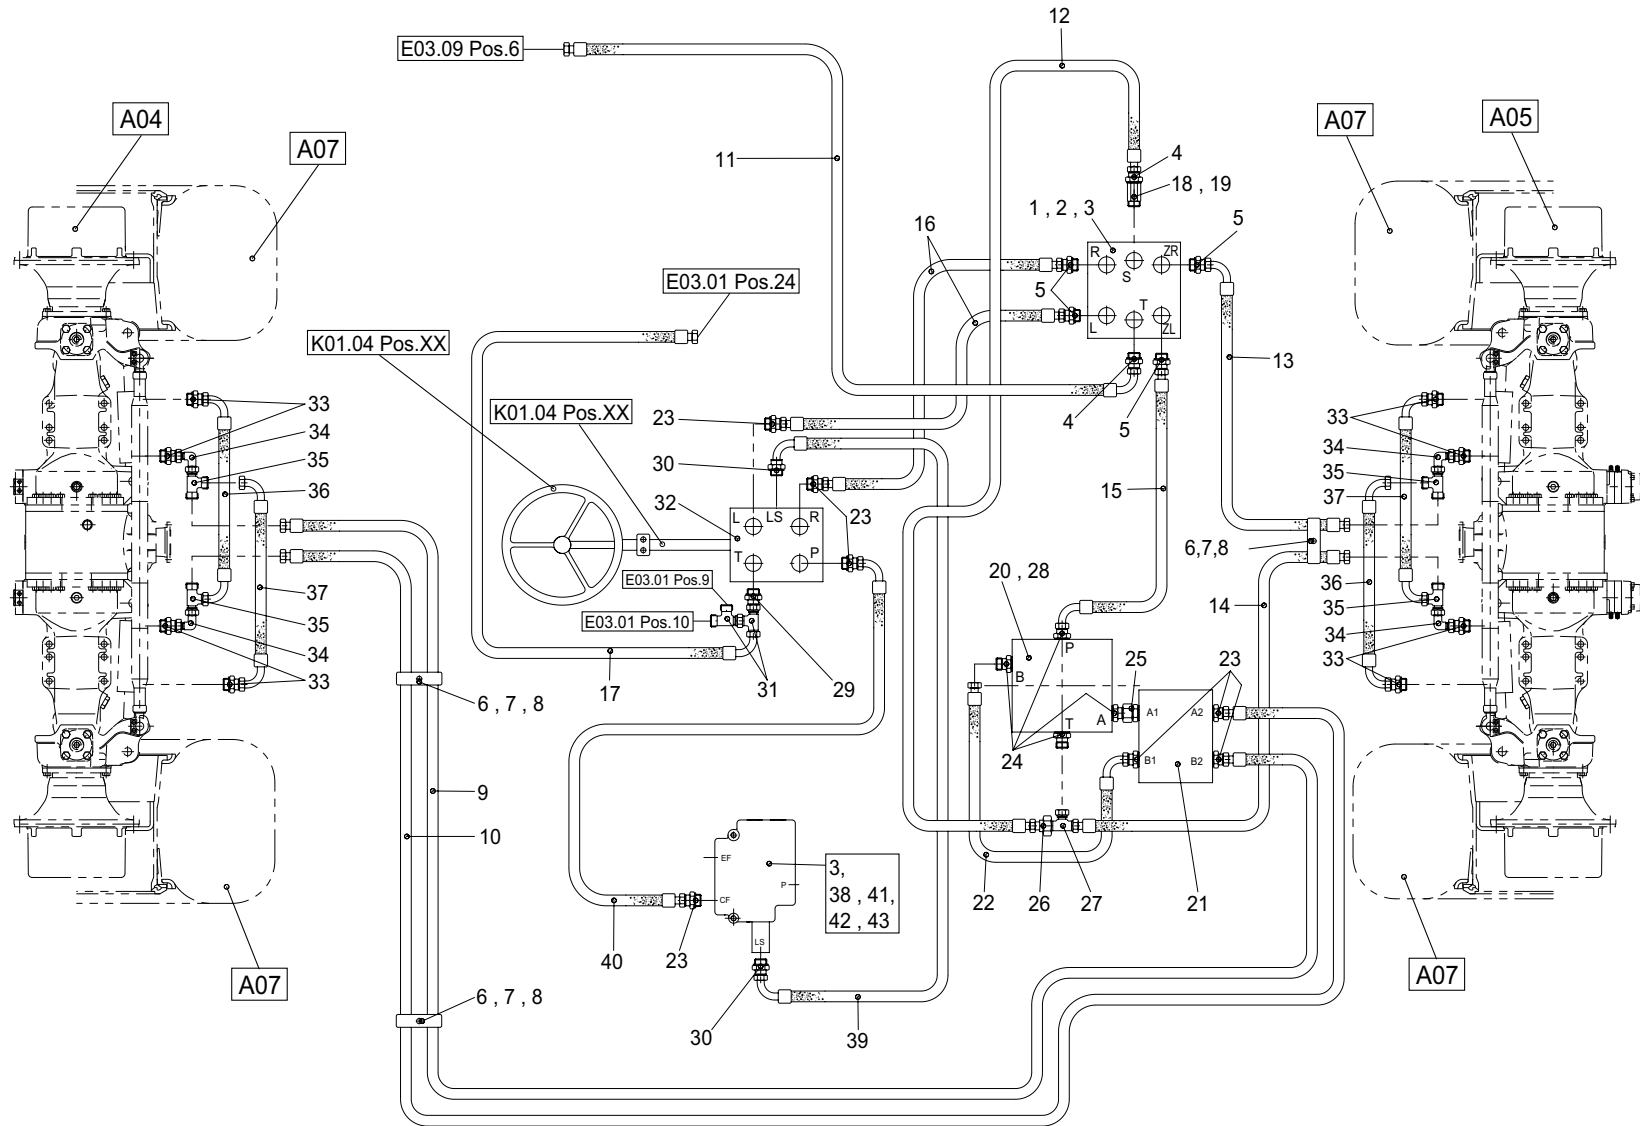 12
E03.09 Pos.6
A04
A07
A07
A05
11
4
18 , 19
1 , 2 , 3
5
16
R
ZR
S
E03.01 Pos.24
5
T
L
ZL
13
K01.04 Pos.XX
K01.04 Pos.XX
33
34
35
36
23
4
5
30
15
33
34
35
37
32
L
LS
R
23
T
P
6,7,8
E03.01 Pos.9
20 , 28
14
36
37
E03.01 Pos.10
35
35
34
34
33
33
P
B
25
23
17
31
29
6 , 7 , 8
A
A1
A2
T
24
B1
B2
9
10
EF
P
3,
38 , 41,
42 , 43
CF
22
26
27
21
LS
40
23
A07
A07
6 , 7 , 8
30
39